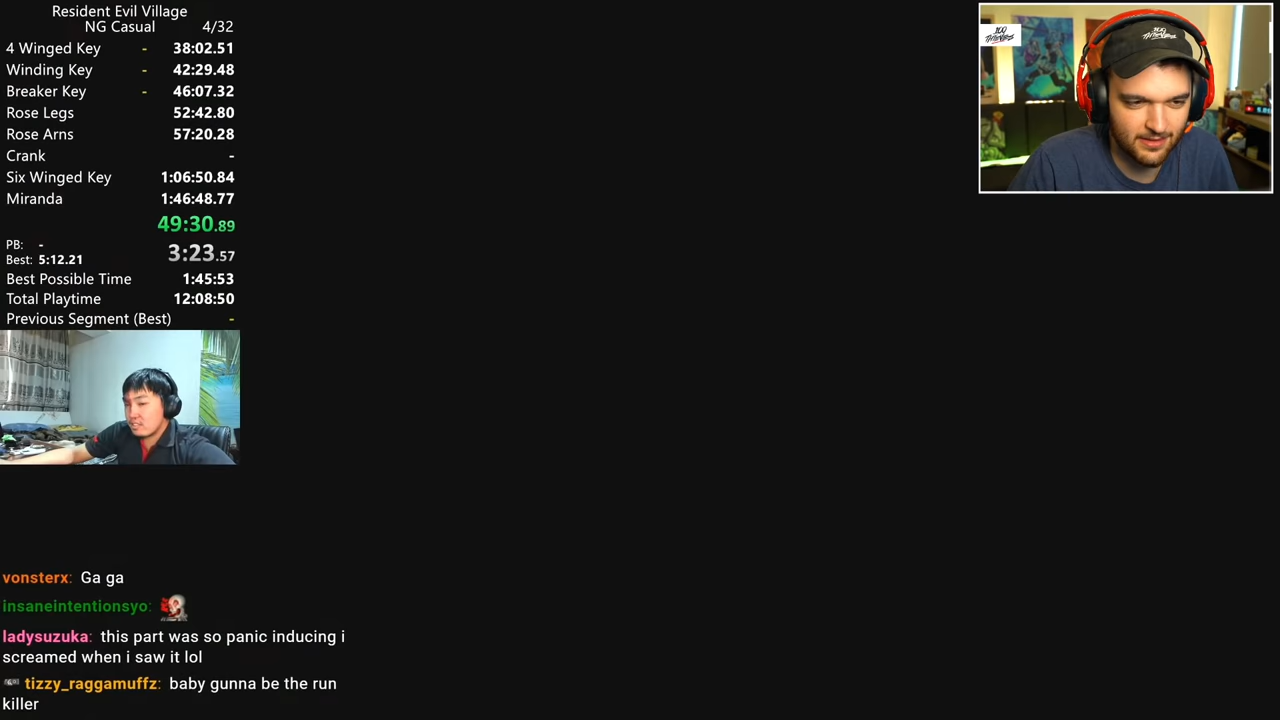 Resident Evil Village
NG Casual 4/32
4 Winged Key - 38:02.51
Winding Key - 42:29.48
Breaker Key - 46:07.32
Rose Legs 52:42.80
Rose Arns 57:20.28
Crank -
Six Winged Key 1:06:50.84
Miranda 1:46:48.77
49:30.89
PB: -
Best: 5:12.21
3:23.57
Best Possible Time 1:45:53
Total Playtime 12:08:50
Previous Segment (Best) -
vonsterx: Ga ga
insaneintentionsyo:
ladysuzuka: this part was so panic inducing i
screamed when i saw it lol
tizzy_raggamuffz: baby gunna be the run
killer
100
Thieves
100
Thieves